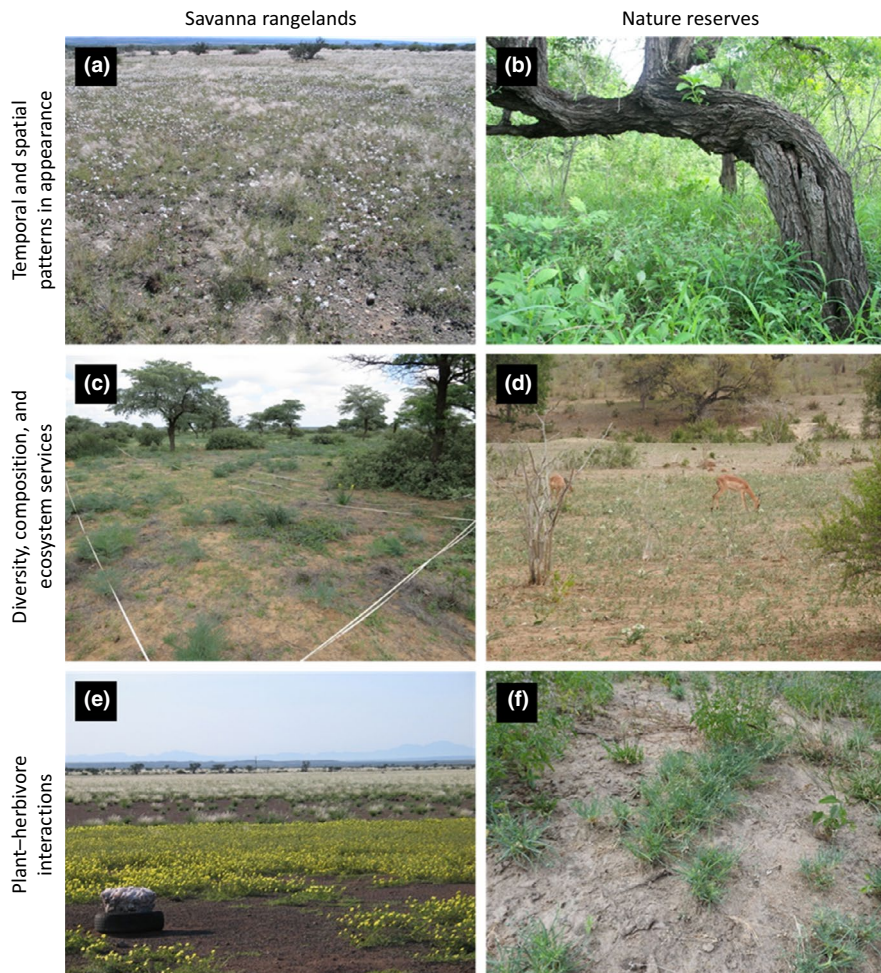 Savanna rangelands
Nature reserves
Temporal and spatial
patterns in appearance
(a)
(b)
Diversity, composition, and
ecosystem services
(c)
(d)
Plant–herbivore
interactions
(e)
(f)